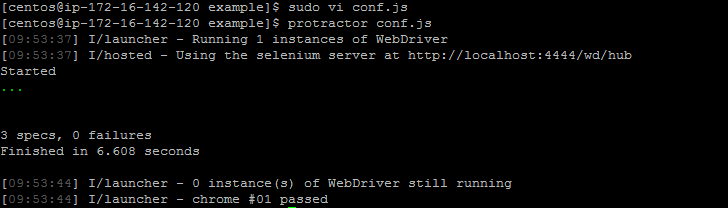 [centos@ip-172-16-142-120 example]$ sudo vi conf.js
[centos@ip-172-16-142-120 example]$ protractor conf.js
[09:53:37] I/launcher - Running 1 instances of WebDriver
[09:53:37] I/hosted - Using the selenium server at http://localhost:4444/wd/hub
Started
...
3 specs, 0 failures
Finished in 6.608 seconds
[09:53:44] I/launcher - 0 instance(s) of WebDriver still running
[09:53:44] I/launcher - chrome #01 passed